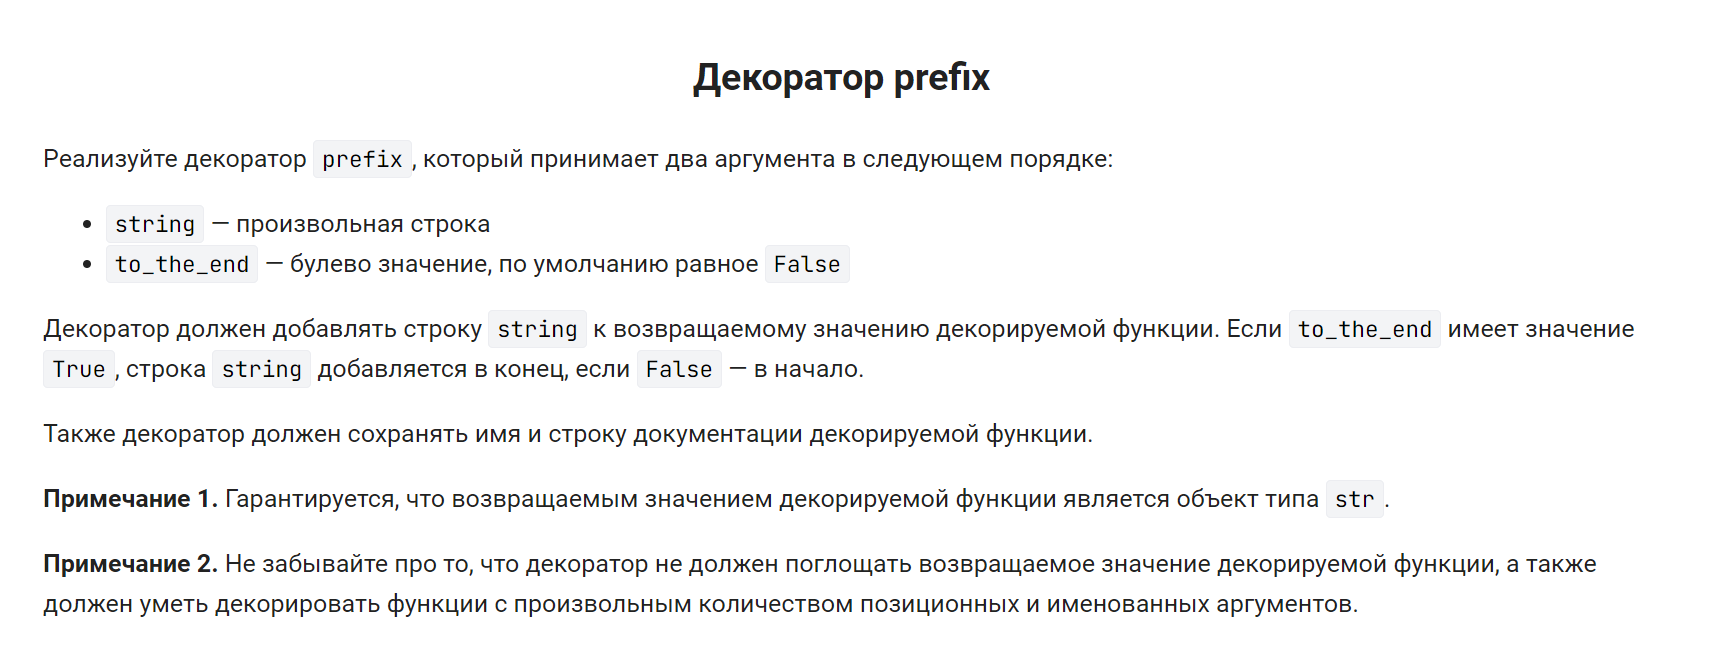 Декоратор prefix
Реализуйте декоратор prefix, который принимает два аргумента в следующем порядке:
• string — произвольная строка
• to_the_end — булево значение, по умолчанию равное False
Декоратор должен добавлять строку string к возвращаемому значению декорируемой функции. Если to_the_end имеет значение
True, строка string добавляется в конец, если False — в начало.
Также декоратор должен сохранять имя и строку документации декорируемой функции.
Примечание 1. Гарантируется, что возвращаемым значением декорируемой функции является объект типа str.
Примечание 2. Не забывайте про то, что декоратор не должен поглощать возвращаемое значение декорируемой функции, а также
должен уметь декорировать функции с произвольным количеством позиционных и именованных аргументов.